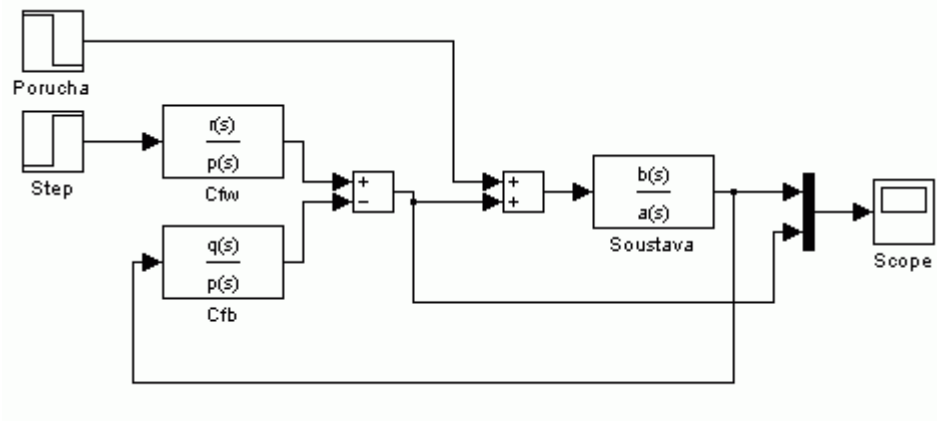 Porucha
Step
r(s)
p(s)
Cfw
q(s)
p(s)
Cfb
+
−
+
+
b(s)
a(s)
Soustava
Scope